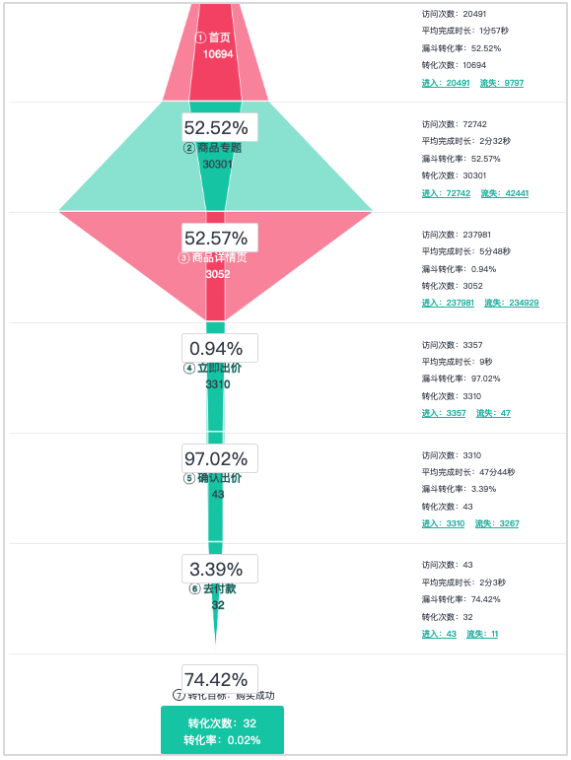 ① 首页
10694
访问次数：20491
平均完成时长：1分57秒
漏斗转化率：52.52%
转化次数：10694
进入：20491 流失：9797
52.52%
② 商品专题
30301
访问次数：72742
平均完成时长：2分32秒
漏斗转化率：52.57%
转化次数：30301
进入：72742 流失：42441
52.57%
③ 商品详情页
3052
访问次数：237981
平均完成时长：5分48秒
漏斗转化率：0.94%
转化次数：3052
进入：237981 流失：234929
0.94%
④ 立即出价
3310
访问次数：3357
平均完成时长：9秒
漏斗转化率：97.02%
转化次数：3310
进入：3357 流失：47
97.02%
⑤ 确认出价
43
访问次数：3310
平均完成时长：47分44秒
漏斗转化率：3.39%
转化次数：43
进入：3310 流失：3267
3.39%
⑥ 去付款
32
访问次数：43
平均完成时长：2分3秒
漏斗转化率：74.42%
转化次数：32
进入：43 流失：11
74.42%
⑦ 转化目标：购买成功
转化次数：32
转化率：0.02%